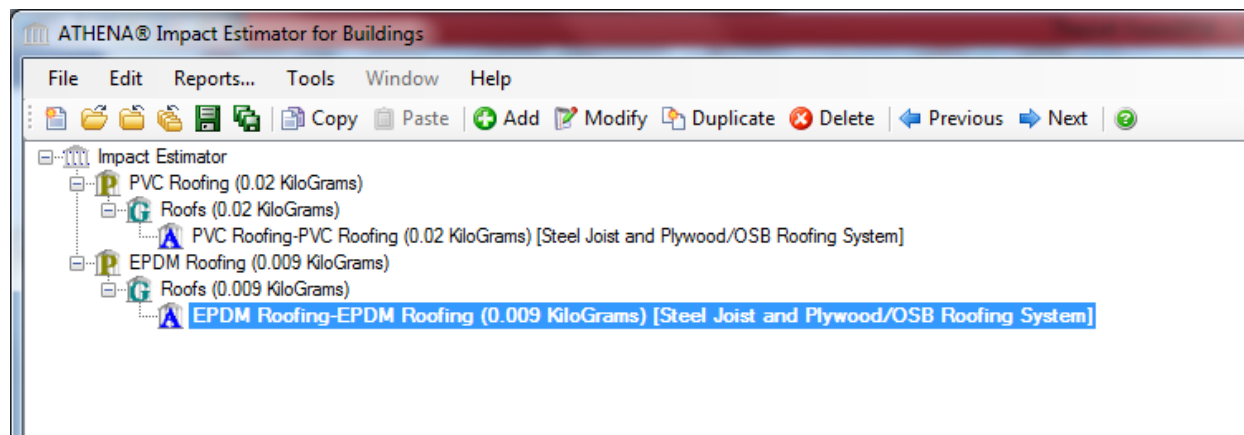 ATHENA® Impact Estimator for Buildings
File Edit Reports... Tools Window Help
Copy Paste Add Modify Duplicate Delete Previous Next
Impact Estimator
P PVC Roofing (0.02 KiloGrams)
G Roofs (0.02 KiloGrams)
A PVC Roofing-PVC Roofing (0.02 KiloGrams) [Steel Joist and Plywood/OSB Roofing System]
P EPDM Roofing (0.009 KiloGrams)
G Roofs (0.009 KiloGrams)
A EPDM Roofing-EPDM Roofing (0.009 KiloGrams) [Steel Joist and Plywood/OSB Roofing System]